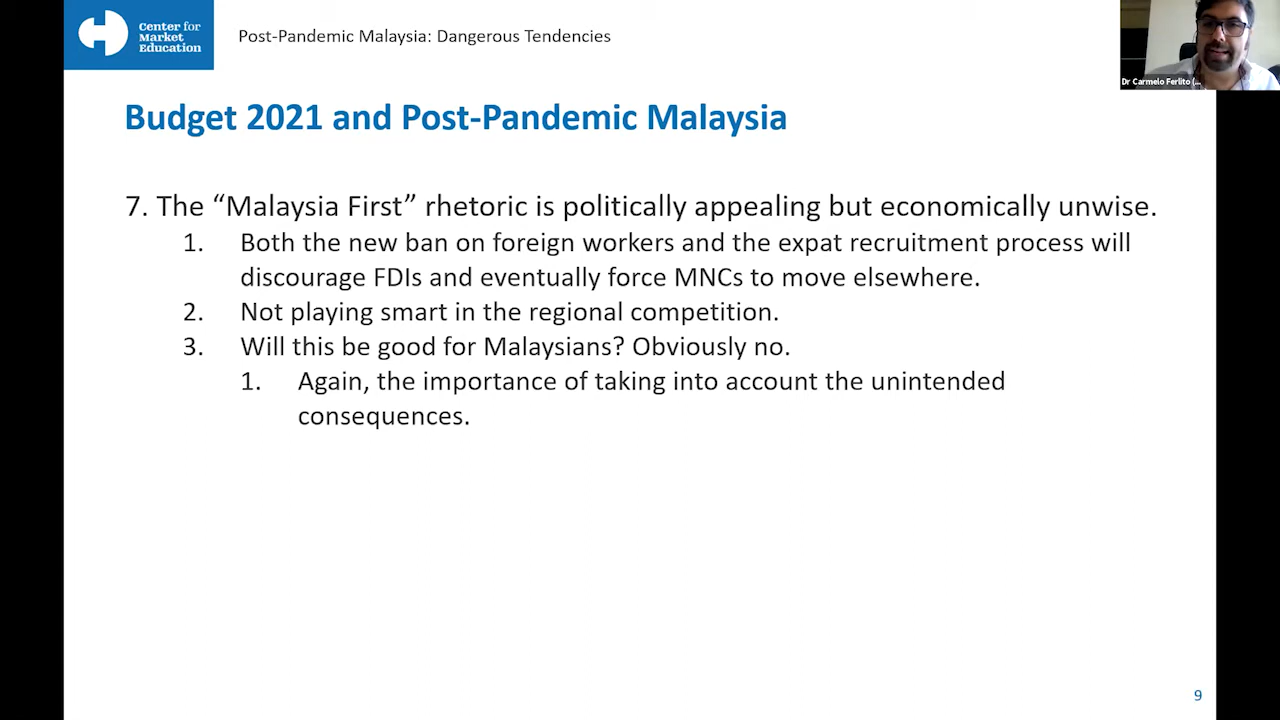 Center for
Market
Education
Post-Pandemic Malaysia: Dangerous Tendencies
Dr Carmelo Ferlito (...
Budget 2021 and Post-Pandemic Malaysia
7. The “Malaysia First” rhetoric is politically appealing but economically unwise.
1. Both the new ban on foreign workers and the expat recruitment process will
discourage FDIs and eventually force MNCs to move elsewhere.
2. Not playing smart in the regional competition.
3. Will this be good for Malaysians? Obviously no.
1. Again, the importance of taking into account the unintended
consequences.
9